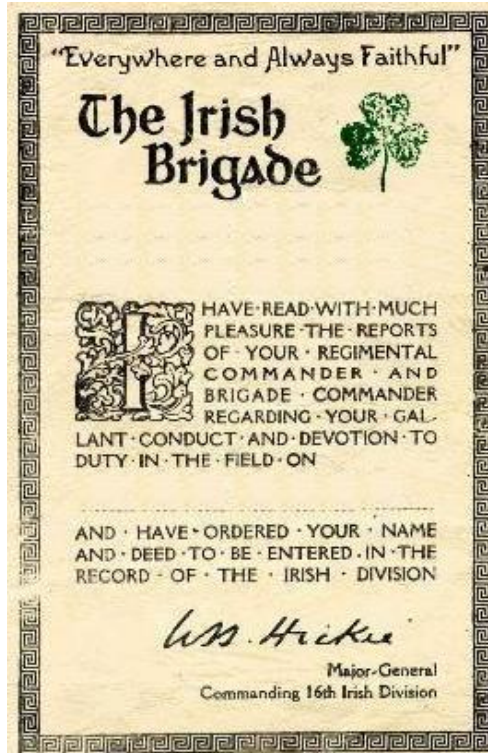 "Everywhere and Always Faithful"
The Irish
Brigade
I HAVE·READ·WITH·MUCH
PLEASURE·THE·REPORTS
OF·YOUR·REGIMENTAL
COMMANDER·AND
BRIGADE·COMMANDER
REGARDING·YOUR·GAL-
LANT·CONDUCT·AND·DEVOTION·TO
DUTY·IN·THE·FIELD·ON
AND·HAVE·ORDERED·YOUR·NAME
AND·DEED·TO·BE·ENTERED·IN·THE
RECORD·OF·THE·IRISH·DIVISION
W.B. Hickie
Major-General
Commanding 16th Irish Division